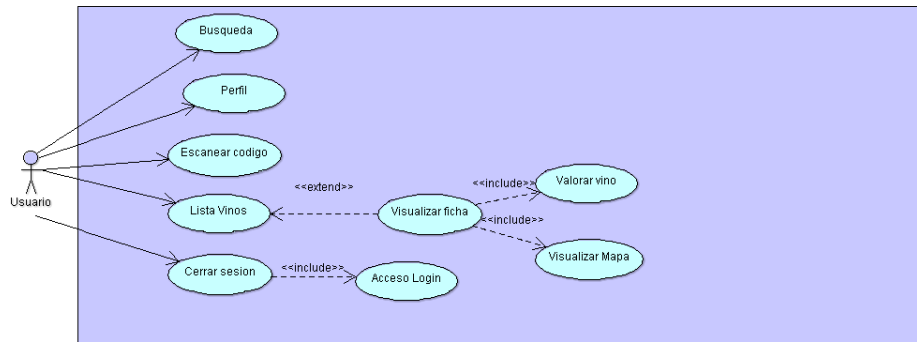 Busqueda
Perfil
Escanear codigo
Usuario
Lista Vinos
<<extend>>
Visualizar ficha
<<include>>
Valorar vino
<<include>>
Visualizar Mapa
Cerrar sesion
<<include>>
Acceso Login